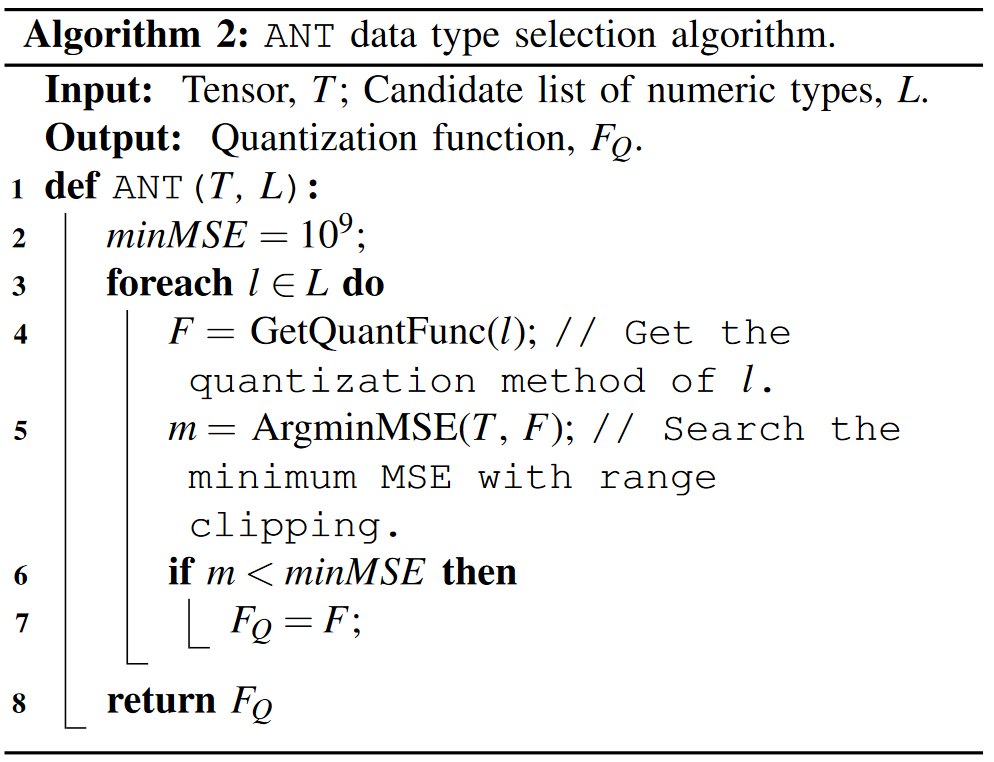 Algorithm 2: ANT data type selection algorithm.
Input: Tensor, T; Candidate list of numeric types, L.
Output: Quantization function, F_Q.
1 def ANT(T, L):
2 minMSE = 10^9;
3 foreach l ∈ L do
4 F = GetQuantFunc(l); // Get the
quantization method of l.
5 m = ArgminMSE(T, F); // Search the
minimum MSE with range
clipping.
6 if m < minMSE then
7 F_Q = F;
8 return F_Q